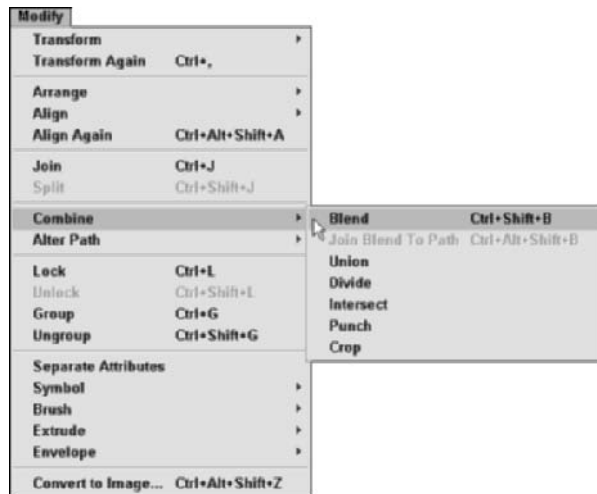 Modify
Transform
Transform Again Ctrl+,
Arrange
Align
Align Again Ctrl+Alt+Shift+A
Join Ctrl+J
Split Ctrl+Shift+J
Combine
Alter Path
Lock Ctrl+L
Unlock Ctrl+Shift+L
Group Ctrl+G
Ungroup Ctrl+Shift+G
Separate Attributes
Symbol
Brush
Extrude
Envelope
Convert to Image... Ctrl+Alt+Shift+Z
Blend Ctrl+Shift+B
Join Blend To Path Ctrl+Alt+Shift+B
Union
Divide
Intersect
Punch
Crop